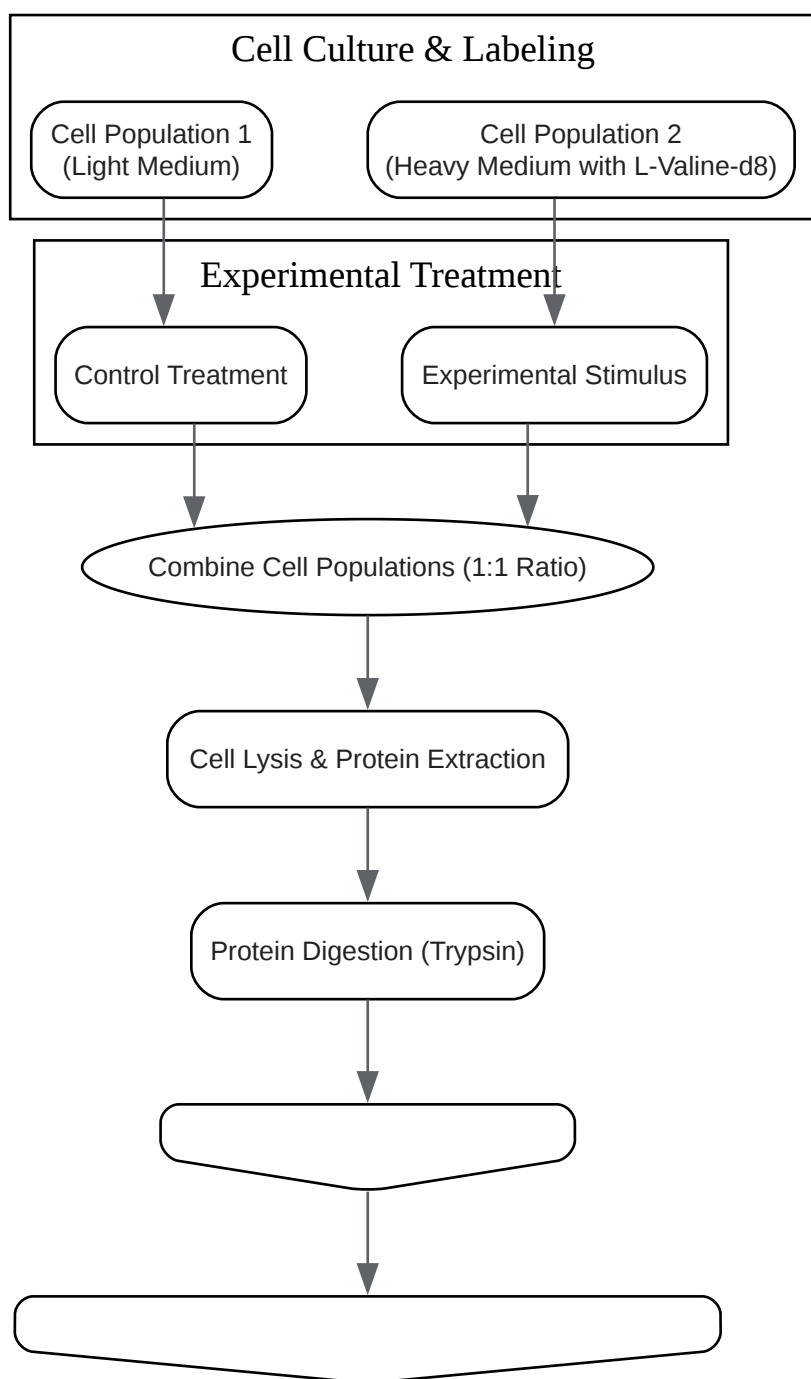 Cell Culture & Labeling
Cell Population 1
(Light Medium)
Cell Population 2
(Heavy Medium with L-Valine-d8)
Experimental Treatment
Control Treatment
Experimental Stimulus
Combine Cell Populations (1:1 Ratio)
Cell Lysis & Protein Extraction
Protein Digestion (Trypsin)